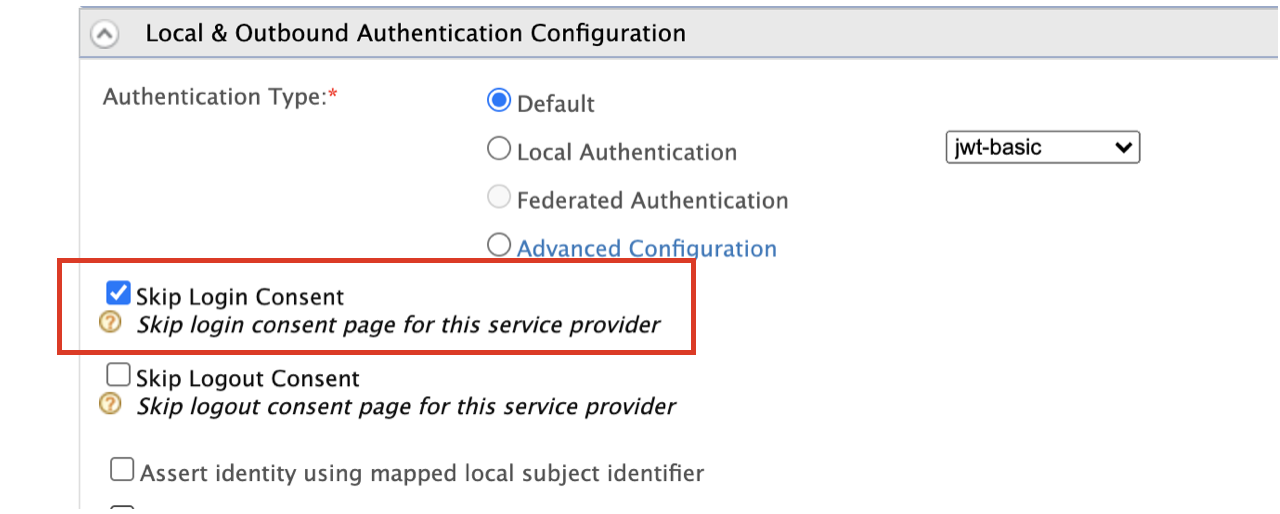 Local & Outbound Authentication Configuration
Authentication Type:*
Default
Local Authentication
jwt-basic
Federated Authentication
Advanced Configuration
Skip Login Consent
? Skip login consent page for this service provider
Skip Logout Consent
? Skip logout consent page for this service provider
Assert identity using mapped local subject identifier